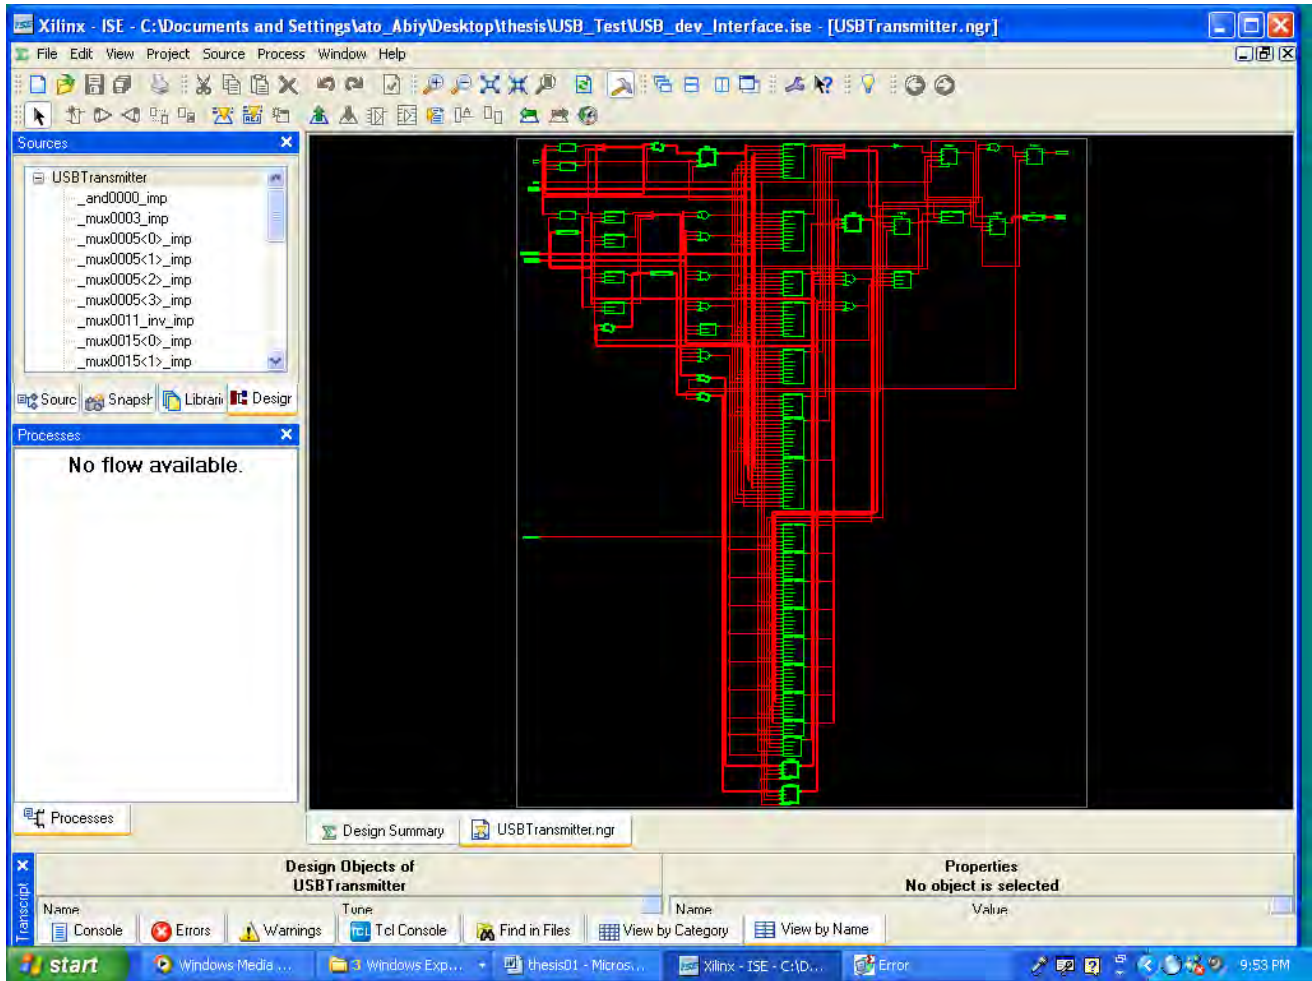 Xilinx - ISE - C:\Documents and Settings\ato_Abiy\Desktop\thesis\USB_Test\USB_dev_Interface.ise - [USBTransmitter.ngr]
File Edit View Project Source Process Window Help
Sources
USBTransmitter
_and0000_imp
_mux0003_imp
_mux0005<0>_imp
_mux0005<1>_imp
_mux0005<2>_imp
_mux0005<3>_imp
_mux0011_inv_imp
_mux0015<0>_imp
_mux0015<1>_imp
Sourc Snapsh Librari Desigr
Processes
No flow available.
Processes
Design Summary USBTransmitter.ngr
Transcript
Design Objects of
USBTransmitter
Properties
No object is selected
Name Type Name Value
Console Errors Warnings TCL Tcl Console Find in Files View by Category View by Name
start Windows Media ... 3 Windows Exp... thesis01 - Micros... ISE Xilinx - ISE - C:\D... Error 9:53 PM